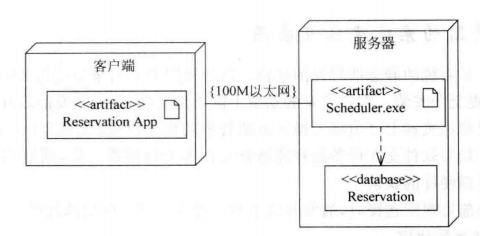 客户端
<<artifact>>
Reservation App
{100M以太网}
服务器
<<artifact>>
Scheduler.exe
<<database>>
Reservation